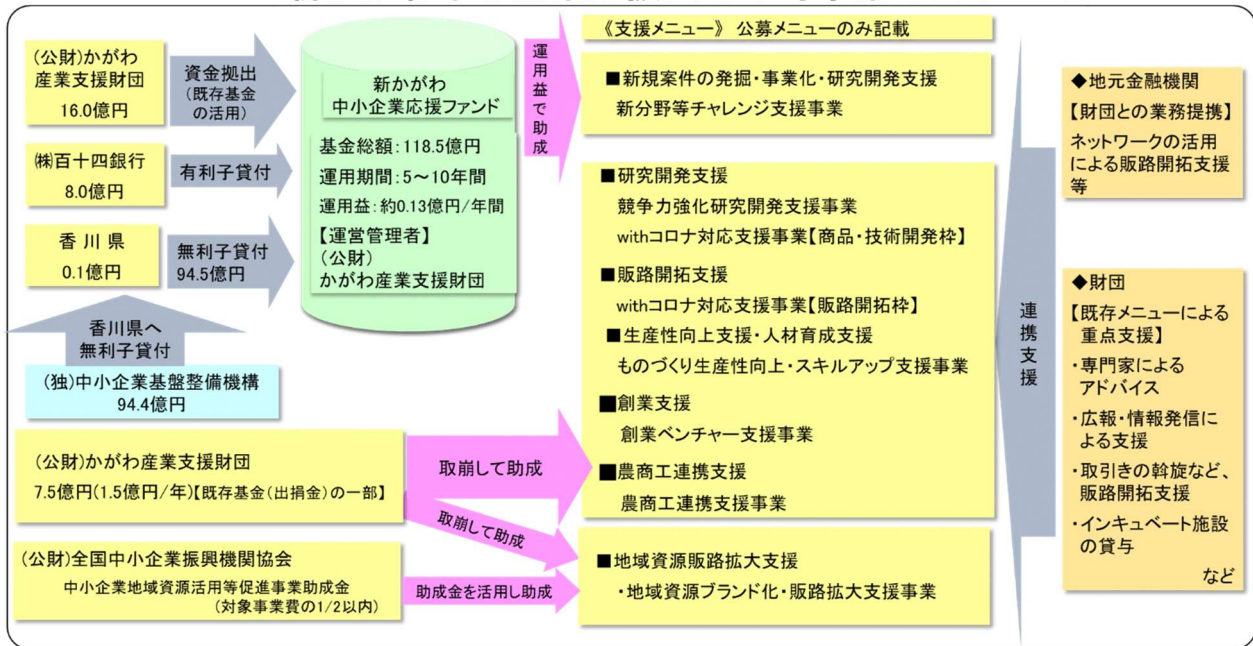 (公財)かがわ
産業支援財団
16.0億円
資金拠出
(既存基金
の活用)
㈱百十四銀行
8.0億円
有利子貸付
香 川 県
0.1億円
無利子貸付
94.5億円
香川県へ
無利子貸付
(独)中小企業基盤整備機構
94.4億円
新かがわ
中小企業応援ファンド
基金総額:118.5億円
運用期間:5～10年間
運用益:約0.13億円/年間
【運営管理者】
(公財)
かがわ産業支援財団
運用益で助成
(公財)かがわ産業支援財団
7.5億円(1.5億円/年)【既存基金(出捐金)の一部】
取崩して助成
取崩して助成
(公財)全国中小企業振興機関協会
中小企業地域資源活用等促進事業助成金
(対象事業費の1/2以内)
助成金を活用し助成
《支援メニュー》 公募メニューのみ記載
■新規案件の発掘・事業化・研究開発支援
新分野等チャレンジ支援事業
■研究開発支援
競争力強化研究開発支援事業
withコロナ対応支援事業【商品・技術開発枠】
■販路開拓支援
withコロナ対応支援事業【販路開拓枠】
■生産性向上支援・人材育成支援
ものづくり生産性向上・スキルアップ支援事業
■創業支援
創業ベンチャー支援事業
■農商工連携支援
農商工連携支援事業
■地域資源販路拡大支援
・地域資源ブランド化・販路拡大支援事業
連携支援
◆地元金融機関
【財団との業務提携】
ネットワークの活用
による販路開拓支援
等
◆財団
【既存メニューによる
重点支援】
・専門家による
アドバイス
・広報・情報発信に
よる支援
・取引きの斡旋など、
販路開拓支援
・インキュベート施設
の貸与
など